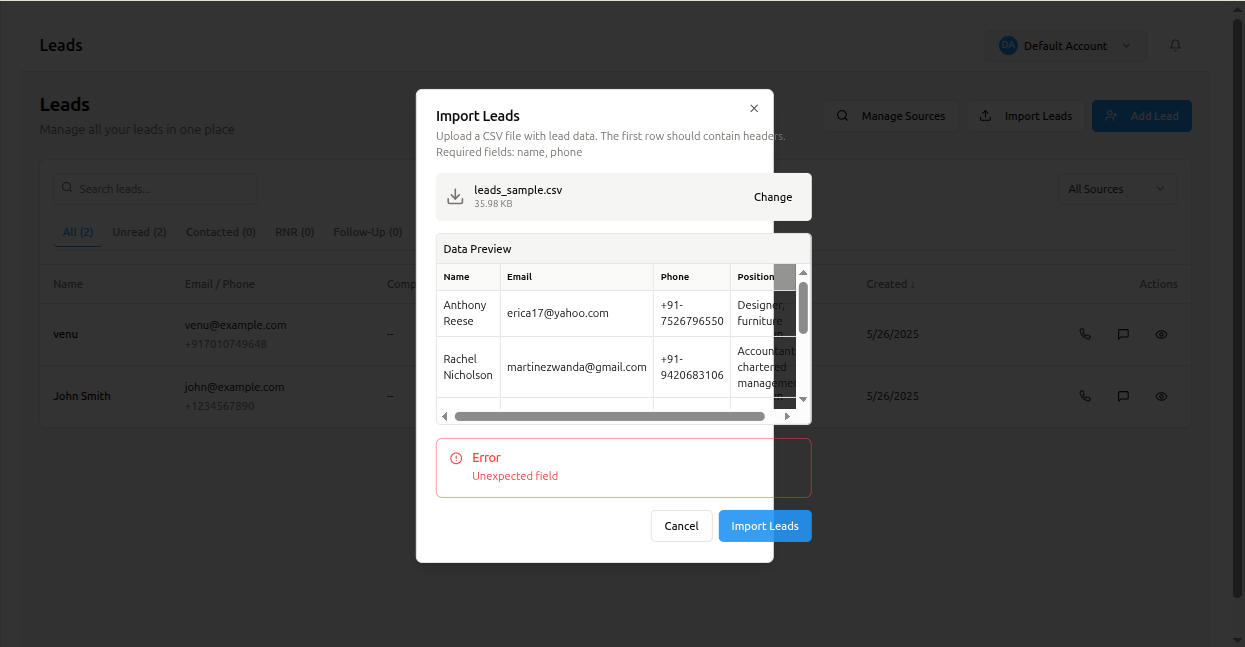 Leads
DA Default Account
Leads
Manage all your leads in one place
Manage Sources
Import Leads
Add Lead
Search leads...
All Sources
All (2) Unread (2) Contacted (0) RNR (0) Follow-Up (0)
Name Email / Phone Comp Created ↓ Actions
venu venu@example.com +917010749648 -- 5/26/2025
John Smith john@example.com +1234567890 -- 5/26/2025
Import Leads
Upload a CSV file with lead data. The first row should contain headers.
Required fields: name, phone
leads_sample.csv
35.98 KB
Change
Data Preview
Name Email Phone Position
Anthony Reese erica17@yahoo.com +91-7526796550 Designer, furniture
Rachel Nicholson martinezwanda@gmail.com +91-9420683106 Accountant, chartered management
Error
Unexpected field
Cancel
Import Leads